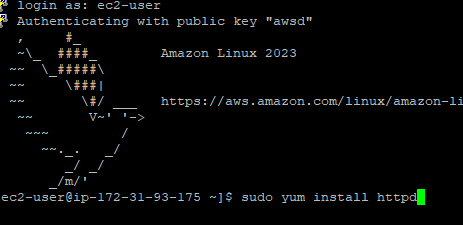 login as: ec2-user
Authenticating with public key "awsd"
  ,     #_
  ~\_  ####_        Amazon Linux 2023
 ~~  \_#####\
 ~~     \###|
 ~~       \#/ ___   https://aws.amazon.com/linux/amazon-li
  ~~       V~' '->
   ~~~         /
     ~~._.   _/
        _/ _/
      _/m/'
ec2-user@ip-172-31-93-175 ~]$ sudo yum install httpd